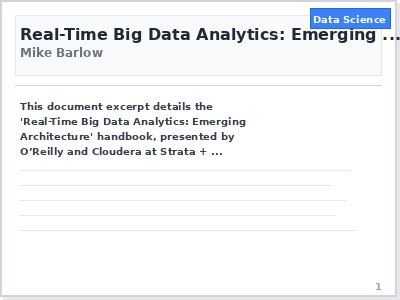 Data Science
Real-Time Big Data Analytics: Emerging ...
Mike Barlow
This document excerpt details the
'Real-Time Big Data Analytics: Emerging
Architecture' handbook, presented by
O’Reilly and Cloudera at Strata + ...
1